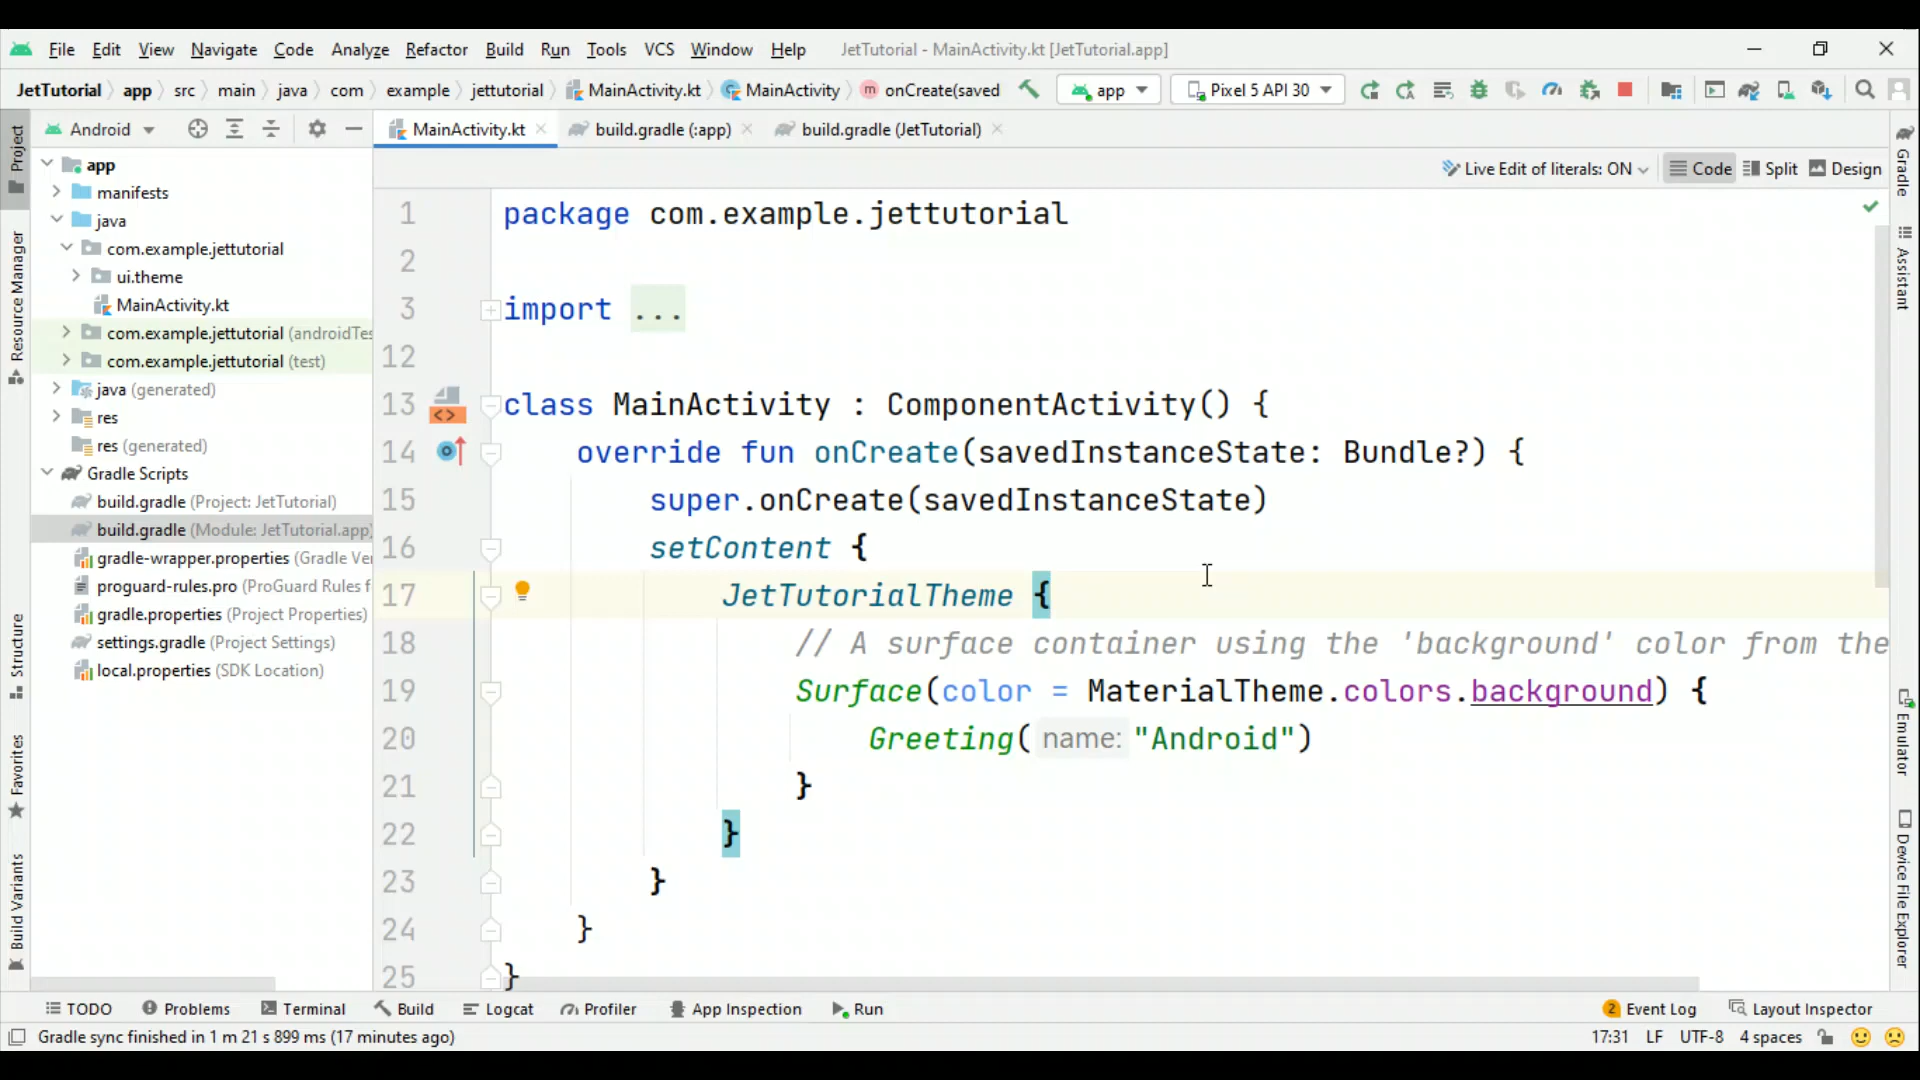 File Edit View Navigate Code Analyze Refactor Build Run Tools VCS Window Help JetTutorial - MainActivity.kt [JetTutorial.app]
JetTutorial app src main java com example jettutorial MainActivity.kt MainActivity onCreate(saved app Pixel 5 API 30
Android
MainActivity.kt build.gradle (:app) build.gradle (JetTutorial)
Live Edit of literals: ON Code Split Design
Project
Resource Manager
Structure
Favorites
Build Variants
app
manifests
java
com.example.jettutorial
ui.theme
MainActivity.kt
com.example.jettutorial (androidTes
com.example.jettutorial (test)
java (generated)
res
res (generated)
Gradle Scripts
build.gradle (Project: JetTutorial)
build.gradle (Module: JetTutorial.app)
gradle-wrapper.properties (Gradle Ver
proguard-rules.pro (ProGuard Rules f
gradle.properties (Project Properties)
settings.gradle (Project Settings)
local.properties (SDK Location)
1 package com.example.jettutorial
2
3 import ...
12
13 class MainActivity : ComponentActivity() {
14 override fun onCreate(savedInstanceState: Bundle?) {
15 super.onCreate(savedInstanceState)
16 setContent {
17 JetTutorialTheme {
18 // A surface container using the 'background' color from the
19 Surface(color = MaterialTheme.colors.background) {
20 Greeting( name: "Android")
21 }
22 }
23 }
24 }
25 }
Gradle
Assistant
Emulator
Device File Explorer
TODO Problems Terminal Build Logcat Profiler App Inspection Run 2 Event Log Layout Inspector
Gradle sync finished in 1 m 21 s 899 ms (17 minutes ago) 17:31 LF UTF-8 4 spaces